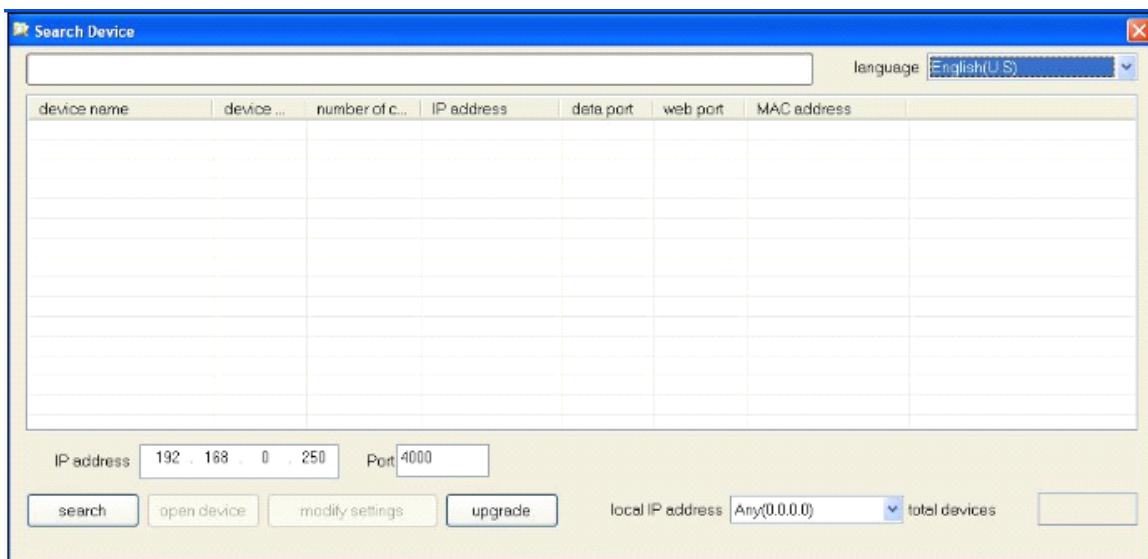 Search Device
language English(U.S)
device name device ... number of c... IP address data port web port MAC address
IP address 192 . 168 . 0 . 250 Port 4000
search open device modify settings upgrade local IP address Any(0.0.0.0) total devices